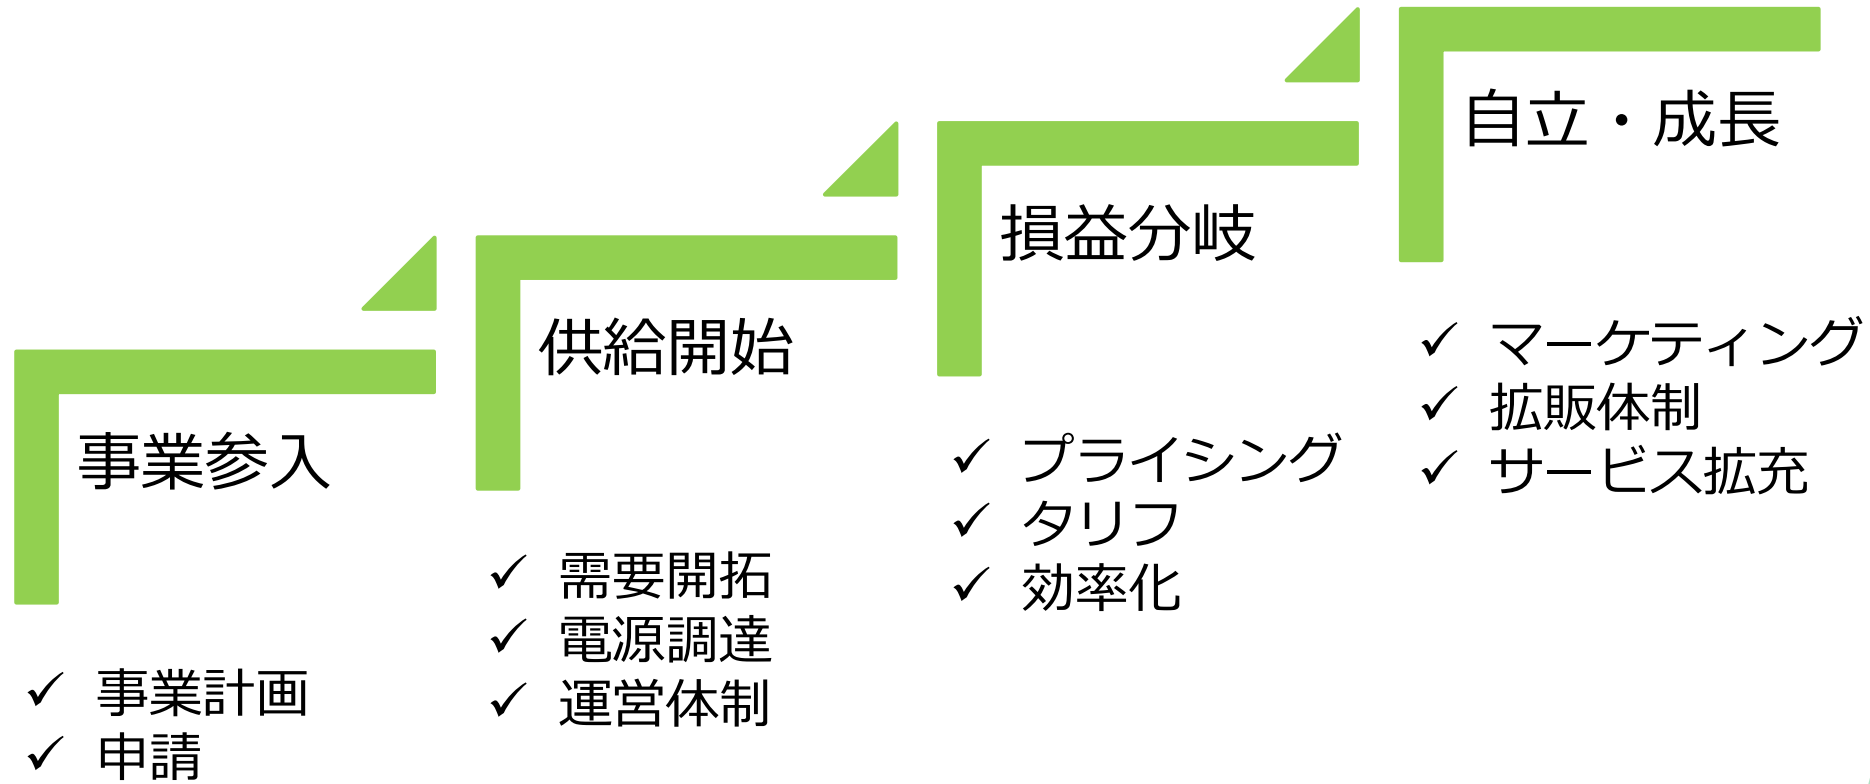 事業参入
事業計画
申請
供給開始
需要開拓
電源調達
運営体制
損益分岐
プライシング
タリフ
効率化
自立・成長
マーケティング
拡販体制
サービス拡充